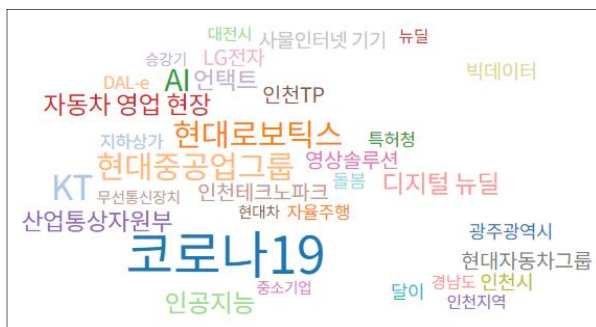 대전시
사물인터넷 기기
뉴딜
승강기
LG전자
빅데이터
DAL-e
AI
언택트
인천TP
자동차 영업 현장
지하상가
현대로보틱스
특허청
현대중공업그룹
영상솔루션
KT
무선통신장치
인천테크노파크
돌봄
디지털 뉴딜
산업통상자원부
현대차
자율주행
광주광역시
코로나19
현대자동차그룹
인공지능
중소기업
달이
경남도
인천시
인천지역